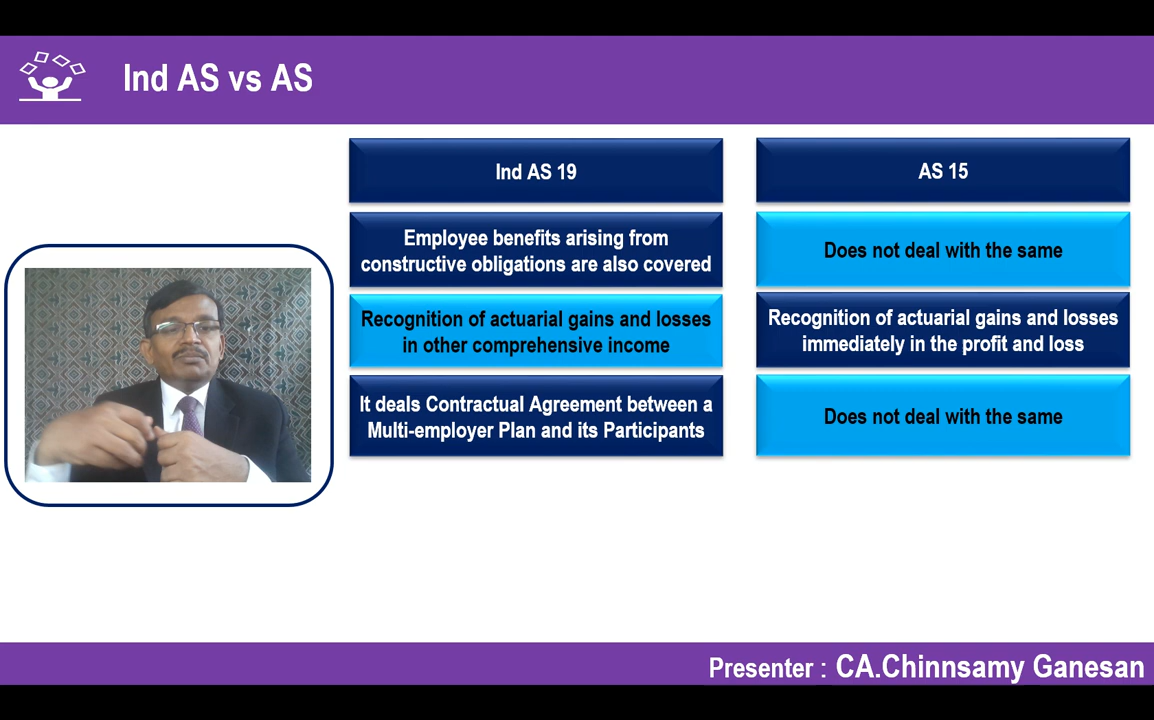 Ind AS vs AS
Ind AS 19
AS 15
Employee benefits arising from
constructive obligations are also covered
Does not deal with the same
Recognition of actuarial gains and losses
in other comprehensive income
Recognition of actuarial gains and losses
immediately in the profit and loss
It deals Contractual Agreement between a
Multi-employer Plan and its Participants
Does not deal with the same
Presenter : CA.Chinnsamy Ganesan